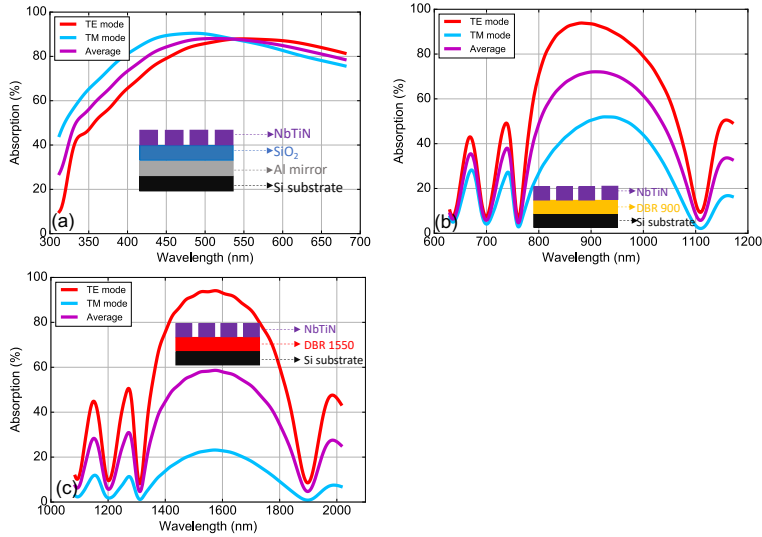 100
80
60
40
20
0
Absorption (%)
TE mode
TM mode
Average
NbTiN
SiO₂
Al mirror
Si substrate
(a)
300 350 400 450 500 550 600 650 700
Wavelength (nm)
100
80
60
40
20
0
Absorption (%)
TE mode
TM mode
Average
NbTiN
DBR 900
Si substrate
(b)
600 700 800 900 1000 1100 1200
Wavelength (nm)
100
80
60
40
20
0
Absorption (%)
TE mode
TM mode
Average
NbTiN
DBR 1550
Si substrate
(c)
1000 1200 1400 1600 1800 2000
Wavelength (nm)